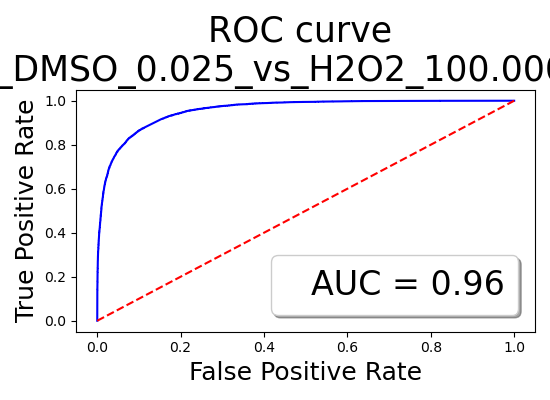 ROC curve
_DMSO_0.025_vs_H2O2_100.000
True Positive Rate
1.0
0.8
0.6
0.4
0.2
0.0
AUC = 0.96
0.0 0.2 0.4 0.6 0.8 1.0
False Positive Rate